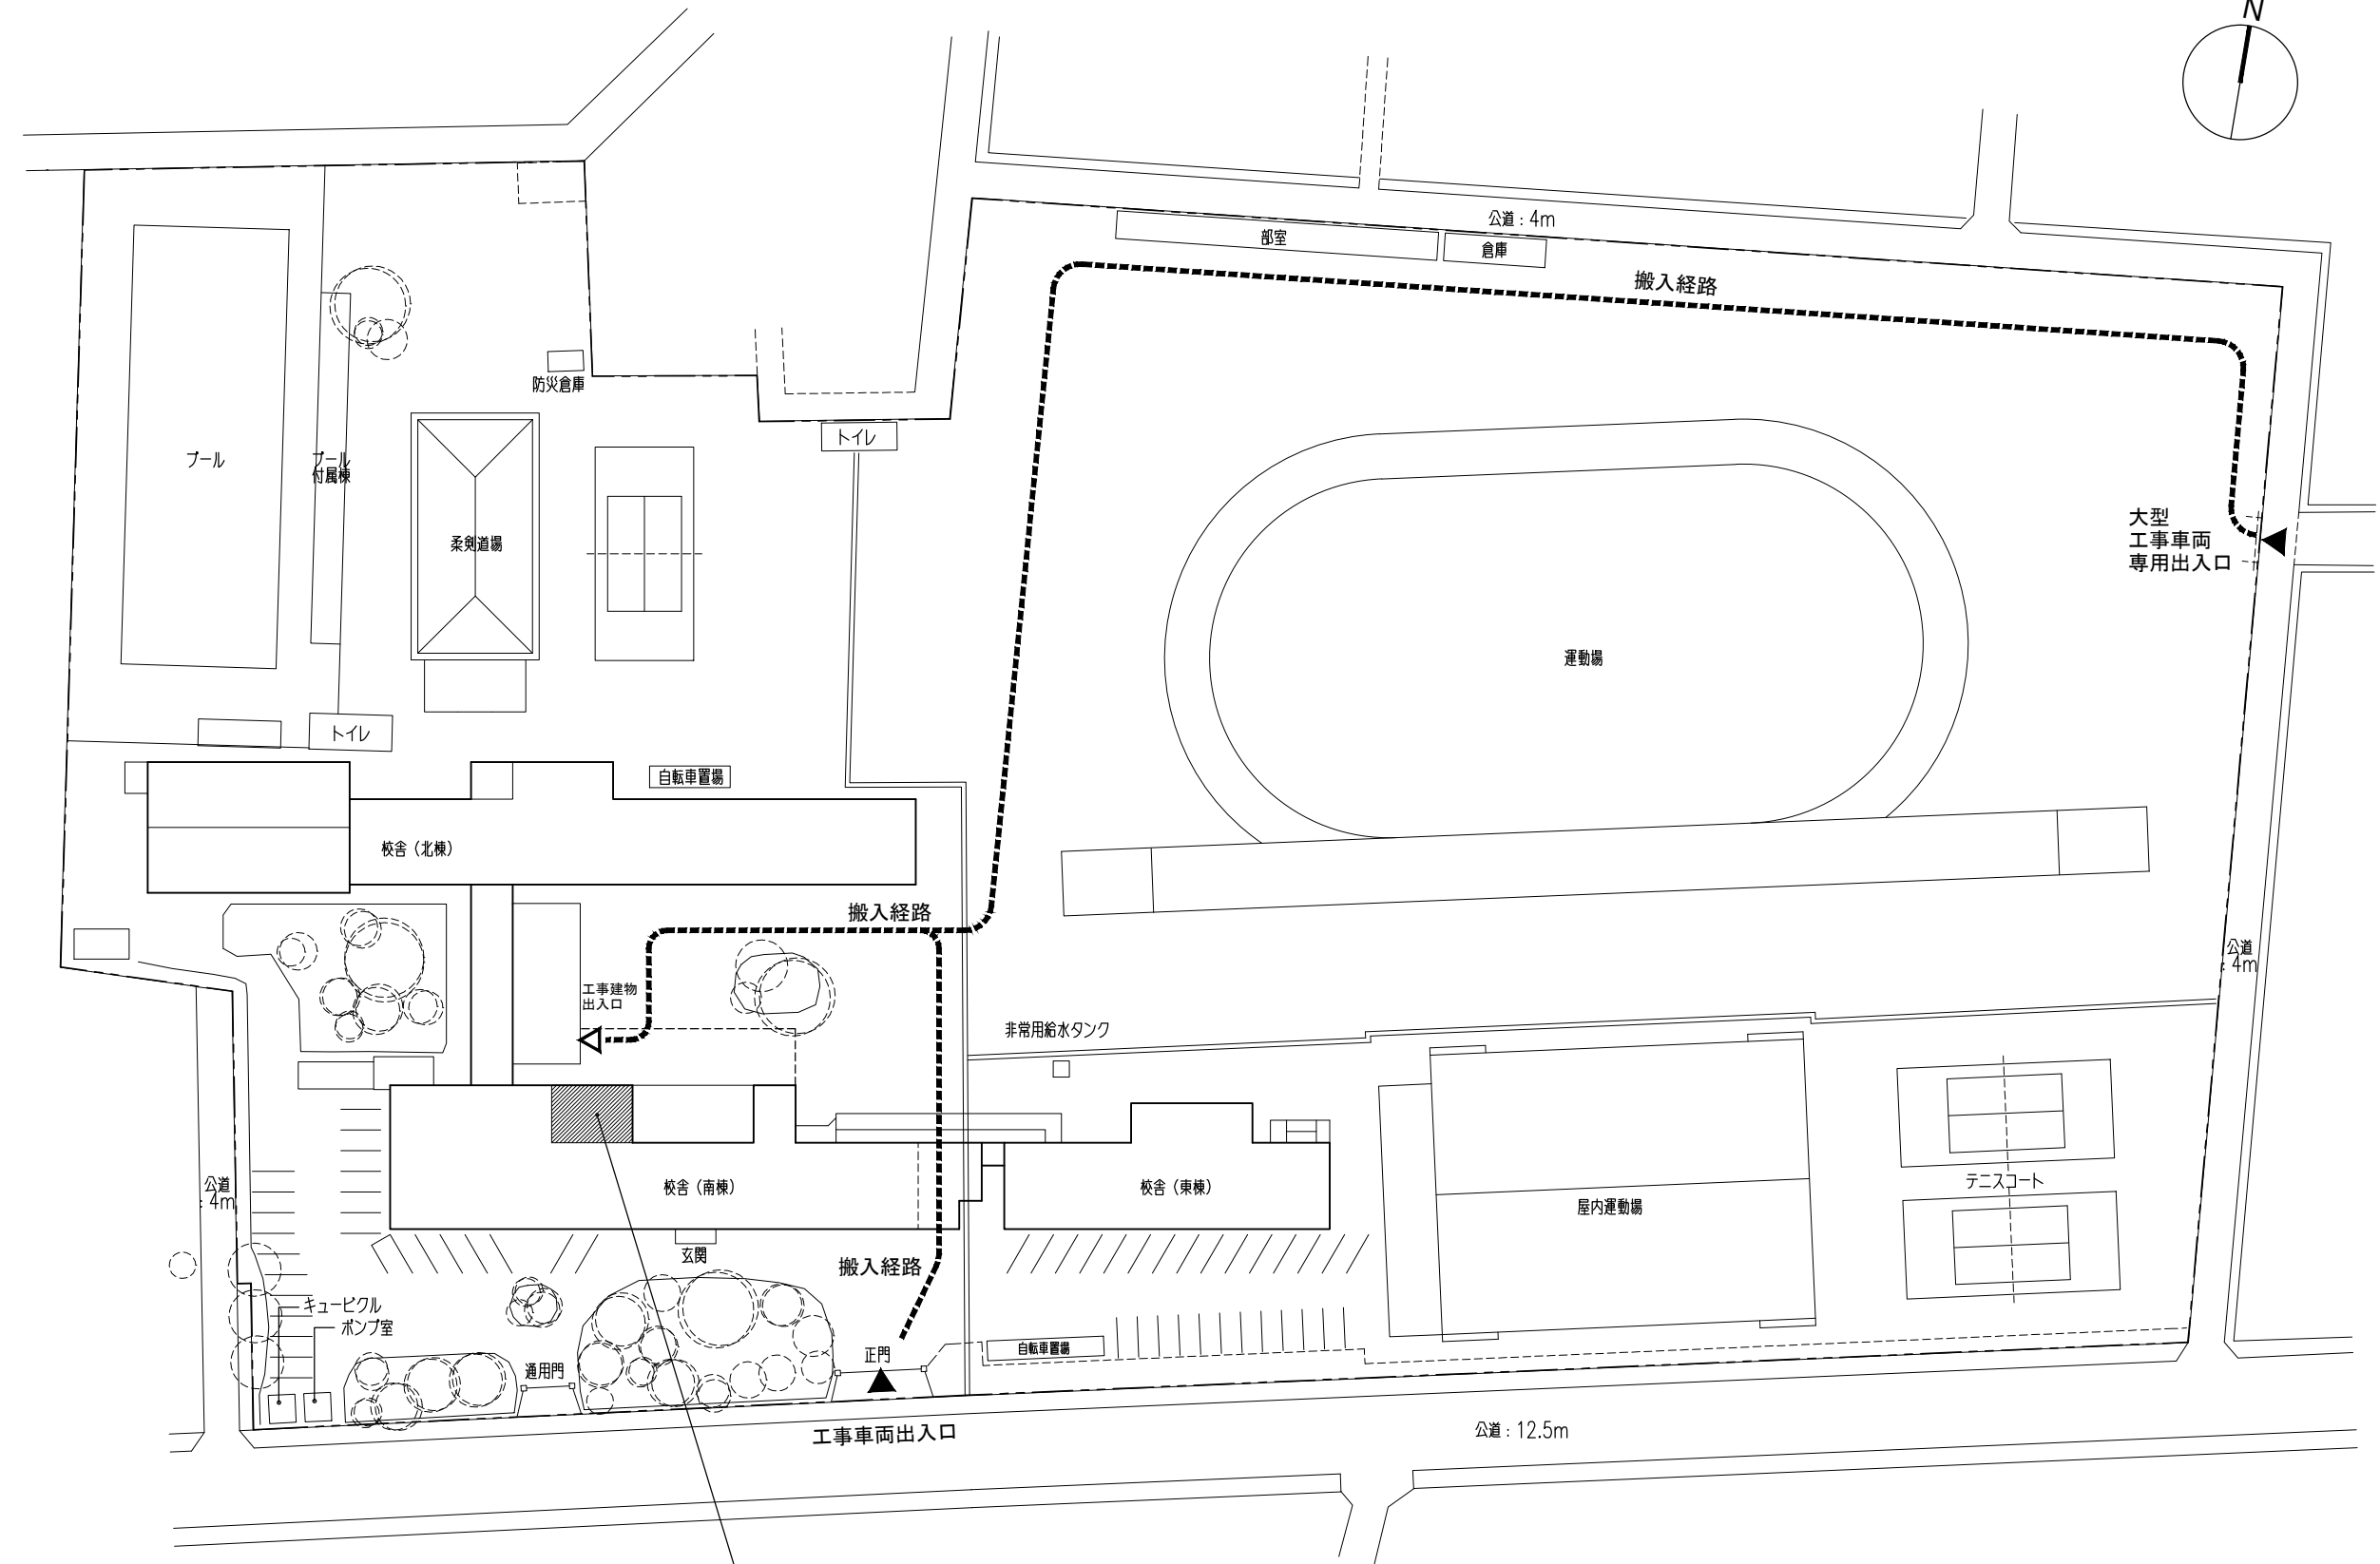 N
公道：4m
部室
倉庫
搬入経路
防災倉庫
トイレ
プール
プール
付属棟
柔剣道場
大型
工事車両
専用出入口
運動場
トイレ
自転車置場
校舎（北棟）
搬入経路
公道
：4m
工事建物
出入口
非常用給水タンク
公道
：4m
校舎（南棟）
校舎（東棟）
テニスコート
屋内運動場
玄関
搬入経路
キュービクル
ポンプ室
正門
自転車置場
通用門
工事車両出入口
公道：12.5m